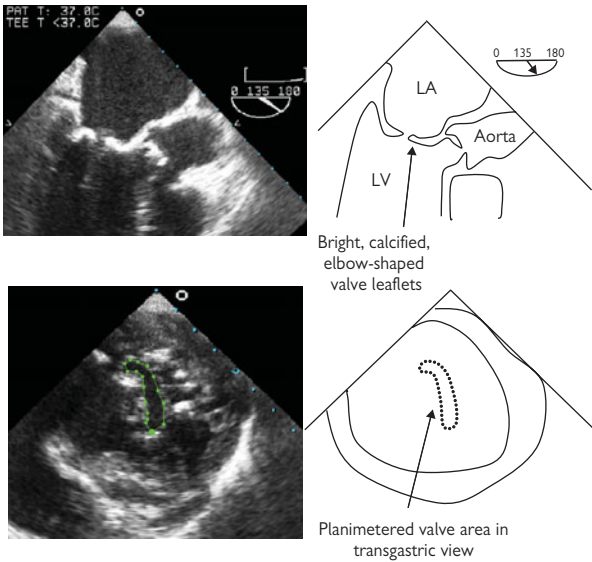 PAT T: 37.0C
TEE T <37.0C
0 135 180
0 135 180
LA
Aorta
LV
Bright, calcified,
elbow-shaped
valve leaflets
Planimetered valve area in
transgastric view